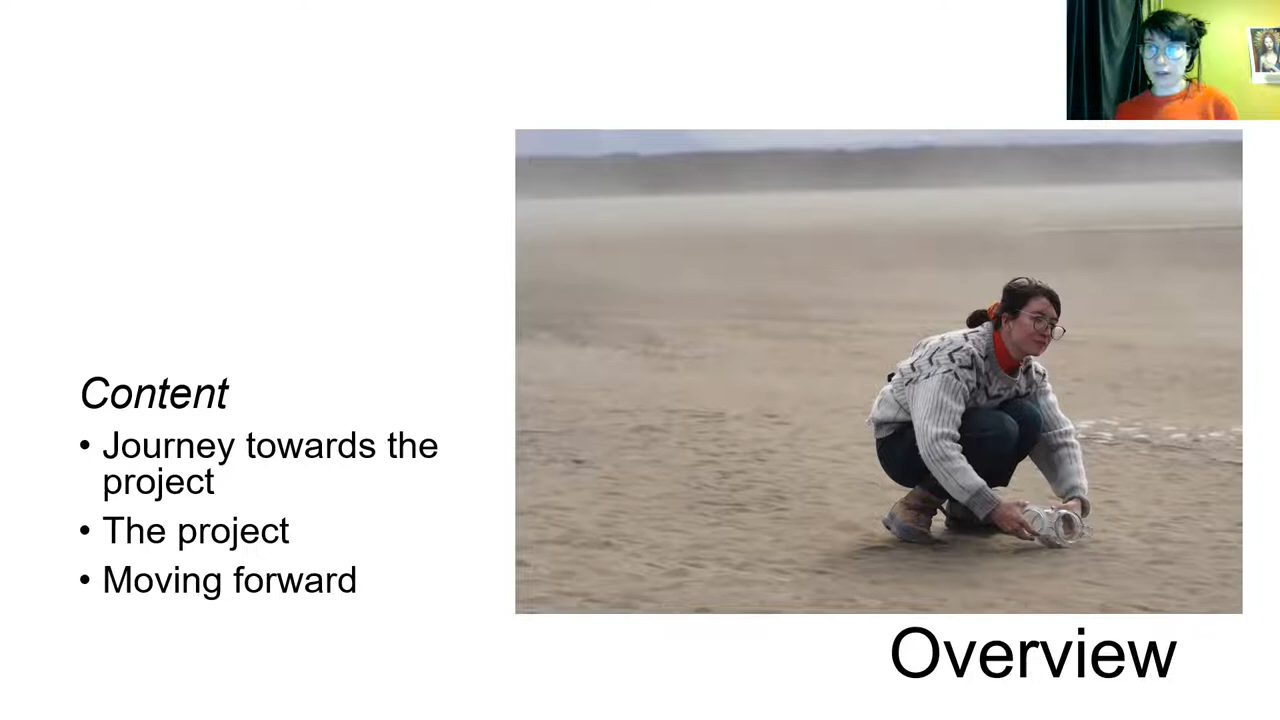 Content
• Journey towards the
project
• The project
• Moving forward
Overview